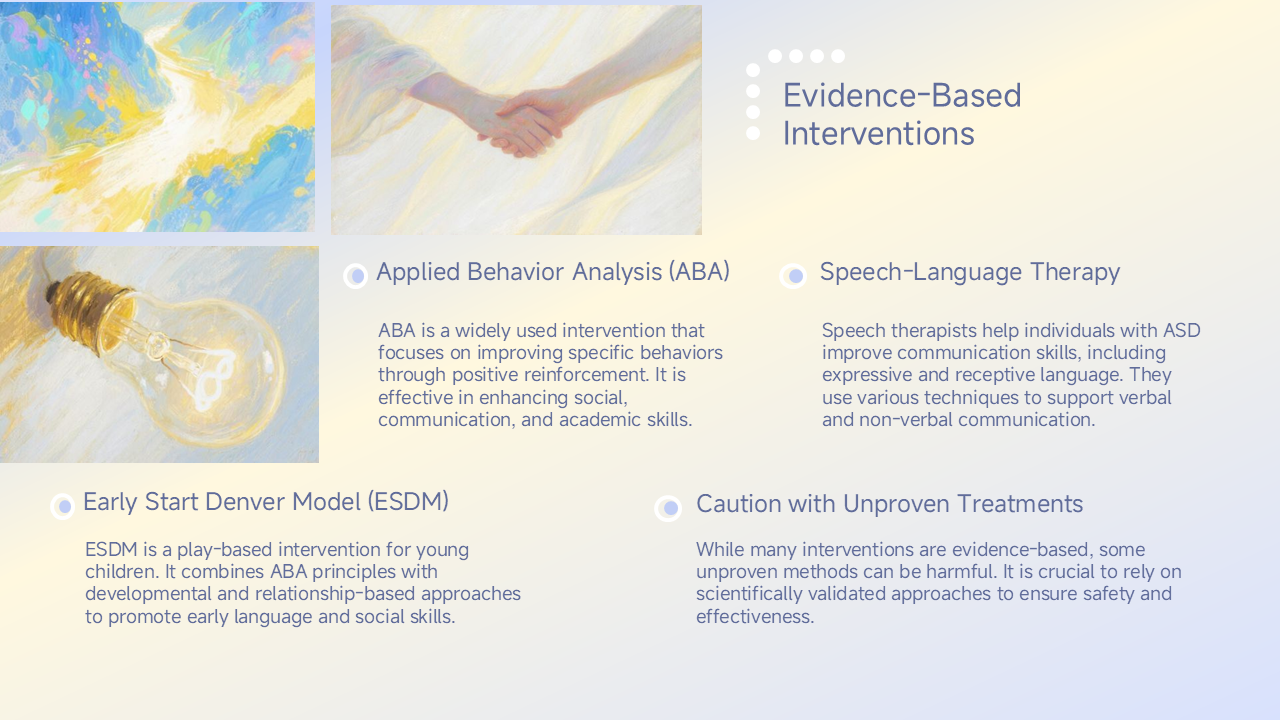 Evidence-Based
Interventions
Applied Behavior Analysis (ABA)
ABA is a widely used intervention that
focuses on improving specific behaviors
through positive reinforcement. It is
effective in enhancing social,
communication, and academic skills.
Speech-Language Therapy
Speech therapists help individuals with ASD
improve communication skills, including
expressive and receptive language. They
use various techniques to support verbal
and non-verbal communication.
Early Start Denver Model (ESDM)
ESDM is a play-based intervention for young
children. It combines ABA principles with
developmental and relationship-based approaches
to promote early language and social skills.
Caution with Unproven Treatments
While many interventions are evidence-based, some
unproven methods can be harmful. It is crucial to rely on
scientifically validated approaches to ensure safety and
effectiveness.